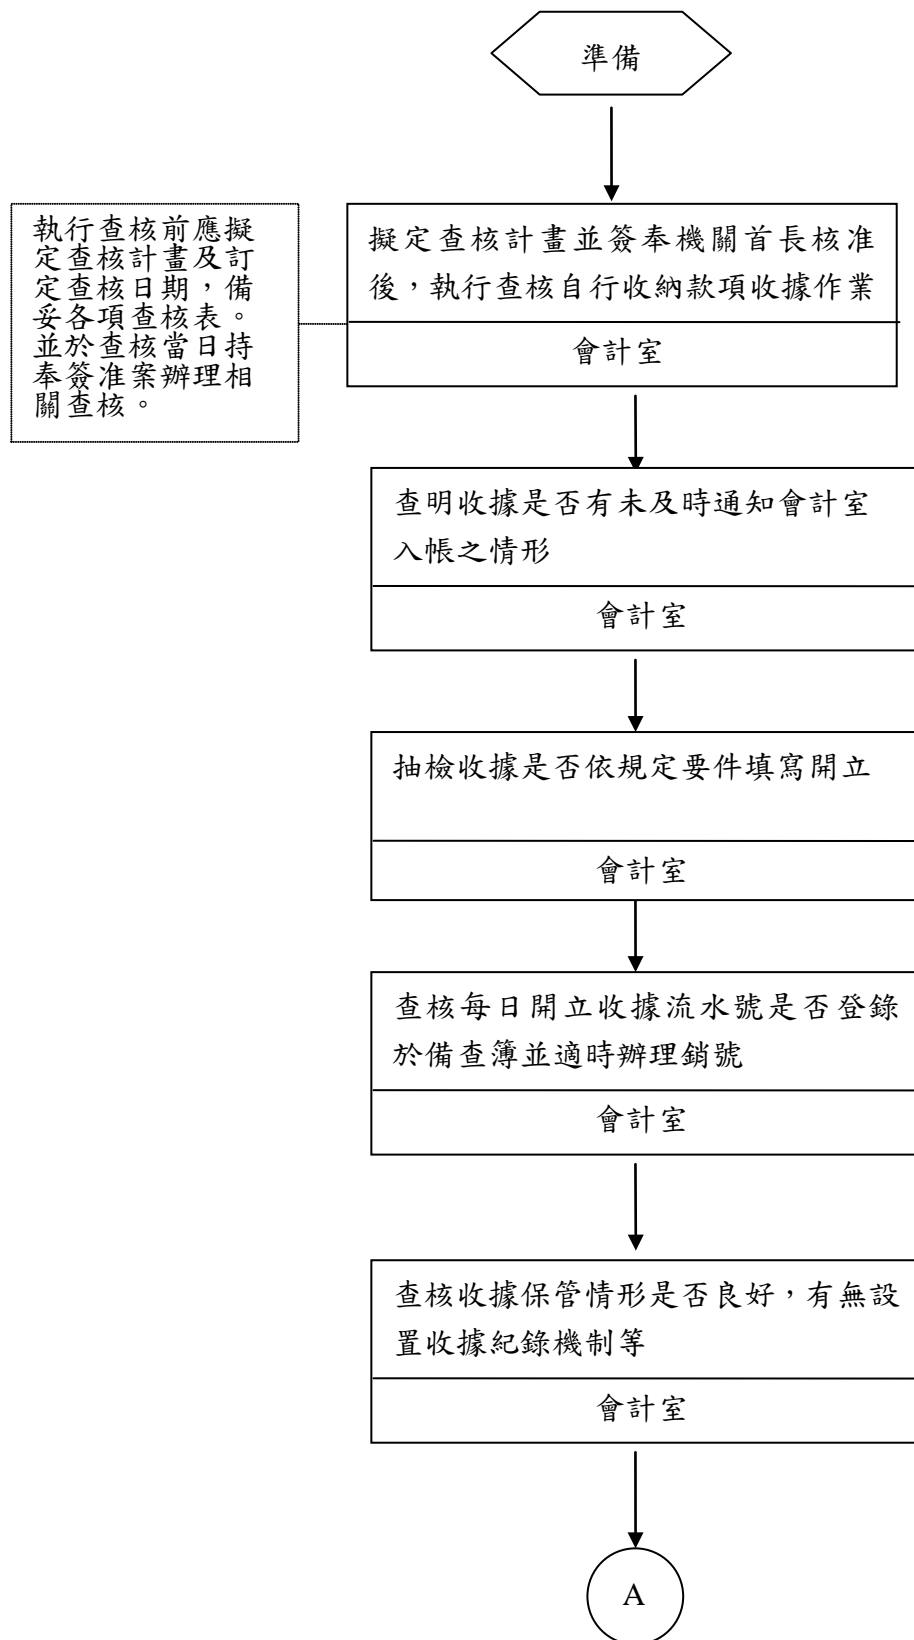 準備
執行查核前應擬
定查核計畫及訂
定查核日期，備
妥各項查核表。
並於查核當日持
奉簽准案辦理相
關查核。
擬定查核計畫並簽奉機關首長核准
後，執行查核自行收納款項收據作業
會計室
查明收據是否有未及時通知會計室
入帳之情形
會計室
抽檢收據是否依規定要件填寫開立
會計室
查核每日開立收據流水號是否登錄
於備查簿並適時辦理銷號
會計室
查核收據保管情形是否良好，有無設
置收據紀錄機制等
會計室
A